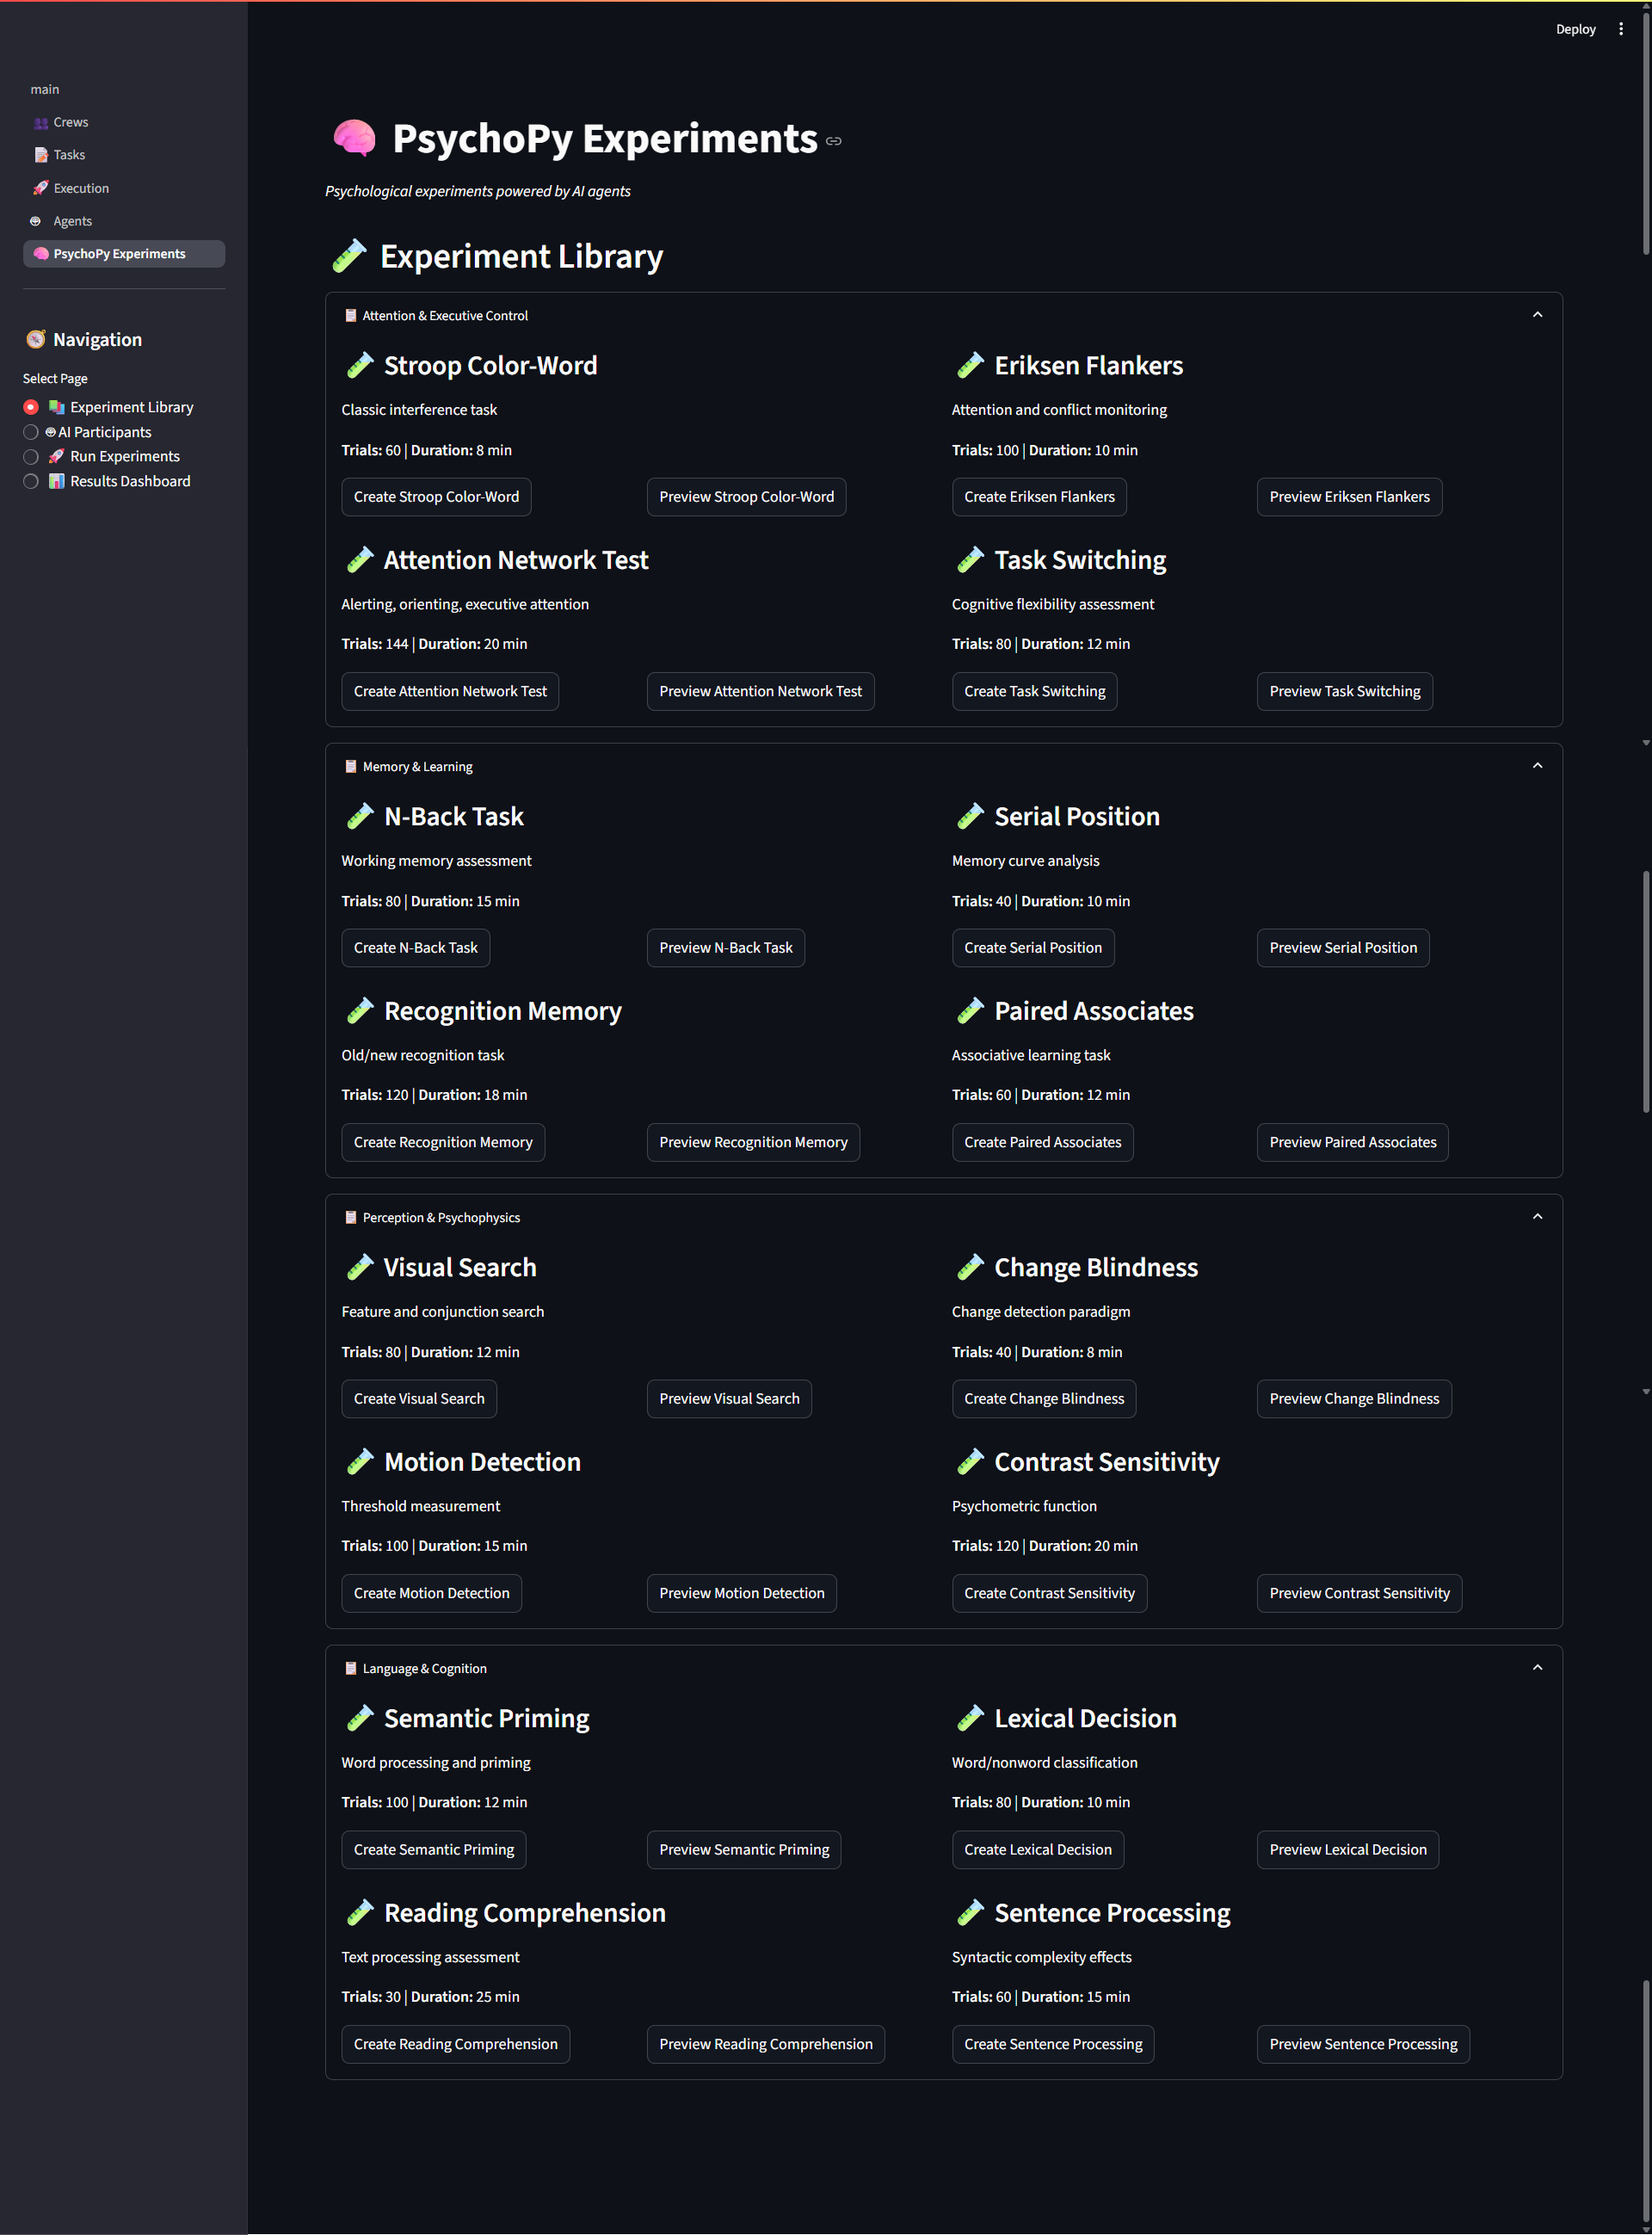 Deploy
main
Crews
Tasks
Execution
Agents
PsychoPy Experiments
Navigation
Select Page
Experiment Library
AI Participants
Run Experiments
Results Dashboard
PsychoPy Experiments
Psychological experiments powered by AI agents
Experiment Library
Attention & Executive Control
Stroop Color-Word
Classic interference task
Trials: 60 | Duration: 8 min
Create Stroop Color-Word
Preview Stroop Color-Word
Eriksen Flankers
Attention and conflict monitoring
Trials: 100 | Duration: 10 min
Create Eriksen Flankers
Preview Eriksen Flankers
Attention Network Test
Alerting, orienting, executive attention
Trials: 144 | Duration: 20 min
Create Attention Network Test
Preview Attention Network Test
Task Switching
Cognitive flexibility assessment
Trials: 80 | Duration: 12 min
Create Task Switching
Preview Task Switching
Memory & Learning
N-Back Task
Working memory assessment
Trials: 80 | Duration: 15 min
Create N-Back Task
Preview N-Back Task
Serial Position
Memory curve analysis
Trials: 40 | Duration: 10 min
Create Serial Position
Preview Serial Position
Recognition Memory
Old/new recognition task
Trials: 120 | Duration: 18 min
Create Recognition Memory
Preview Recognition Memory
Paired Associates
Associative learning task
Trials: 60 | Duration: 12 min
Create Paired Associates
Preview Paired Associates
Perception & Psychophysics
Visual Search
Feature and conjunction search
Trials: 80 | Duration: 12 min
Create Visual Search
Preview Visual Search
Change Blindness
Change detection paradigm
Trials: 40 | Duration: 8 min
Create Change Blindness
Preview Change Blindness
Motion Detection
Threshold measurement
Trials: 100 | Duration: 15 min
Create Motion Detection
Preview Motion Detection
Contrast Sensitivity
Psychometric function
Trials: 120 | Duration: 20 min
Create Contrast Sensitivity
Preview Contrast Sensitivity
Language & Cognition
Semantic Priming
Word processing and priming
Trials: 100 | Duration: 12 min
Create Semantic Priming
Preview Semantic Priming
Lexical Decision
Word/nonword classification
Trials: 80 | Duration: 10 min
Create Lexical Decision
Preview Lexical Decision
Reading Comprehension
Text processing assessment
Trials: 30 | Duration: 25 min
Create Reading Comprehension
Preview Reading Comprehension
Sentence Processing
Syntactic complexity effects
Trials: 60 | Duration: 15 min
Create Sentence Processing
Preview Sentence Processing